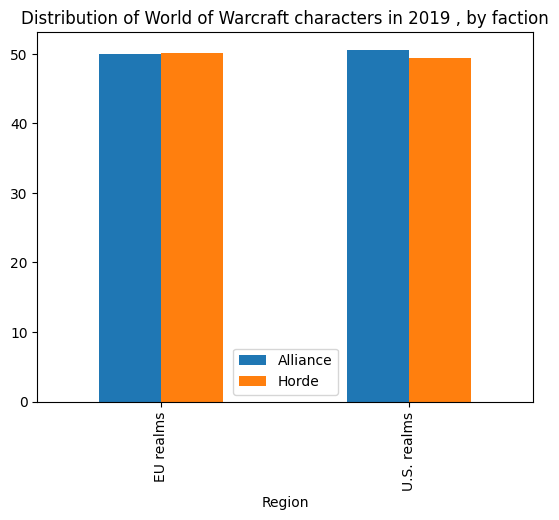 Distribution of World of Warcraft characters in 2019 , by faction
50
40
30
20
10
0
Alliance
Horde
EU realms
U.S. realms
Region